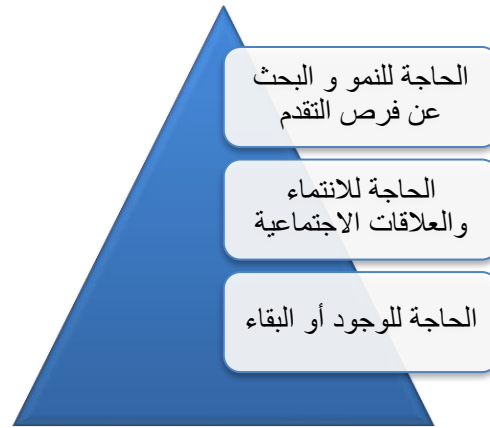 الحاجة للنمو و البحث
عن فرص التقدم
الحاجة للانتماء
والعلاقات الاجتماعية
الحاجة للوجود أو البقاء